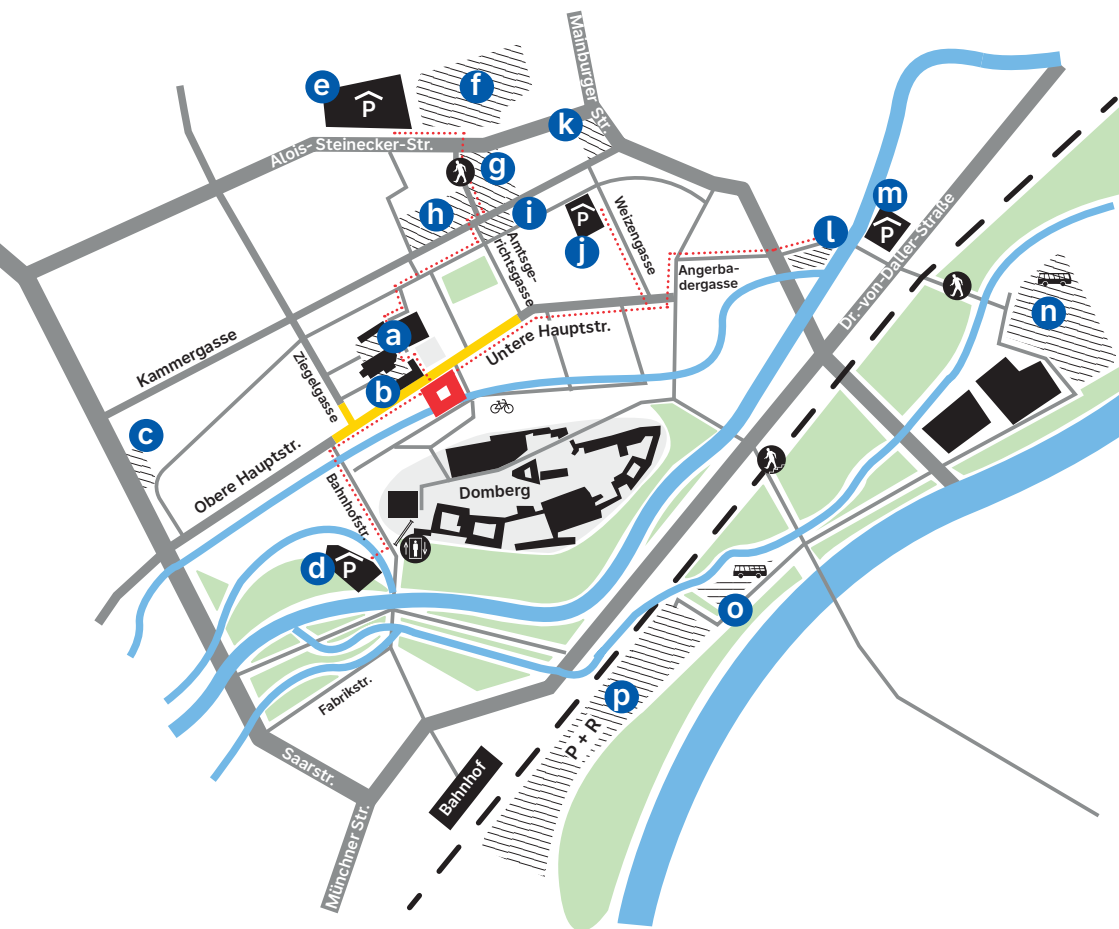 Mainburger Str.
e
P
f
k
Alois- Steinecker-Str.
g
h
i
P
j
Weizengasse
m
P
l
Amtsge-
richtsgasse
Angerba-
dergasse
Dr.-von-Daller-Straße
n
Kammergasse
a
b
Untere Hauptstr.
Ziegelgasse
c
Obere Hauptstr.
Bahnhofstr.
Domberg
d
P
o
Fabrikstr.
p
P + R
Saarstr.
Bahnhof
Münchner Str.